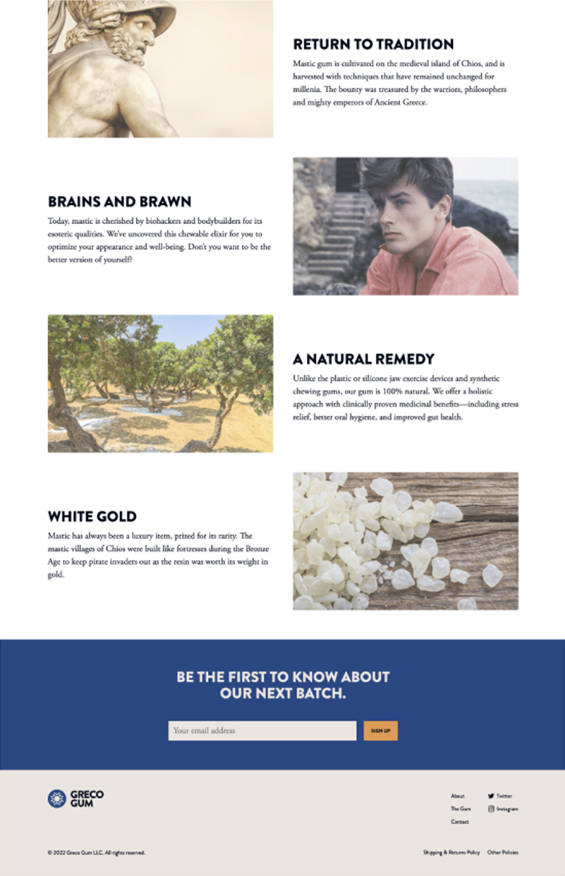 RETURN TO TRADITION
Mastic gum is cultivated on the medieval island of Chios, and is
harvested with techniques that have remained unchanged for
millenia. The bounty was treasured by the warriors, philosophers
and mighty emperors of Ancient Greece.
BRAINS AND BRAWN
Today, mastic is cherished by biohackers and bodybuilders for its
esoteric qualities. We've uncovered this chewable elixir for you to
optimize your appearance and well-being. Don't you want to be the
better version of yourself?
A NATURAL REMEDY
Unlike the plastic or silicone jaw exercise devices and synthetic
chewing gums, our gum is 100% natural. We offer a holistic
approach with clinically proven medicinal benefits—including stress
relief, better oral hygiene, and improved gut health.
WHITE GOLD
Mastic has always been a luxury item, prized for its rarity. The
mastic villages of Chios were built like fortresses during the Bronze
Age to keep pirate invaders out as the resin was worth its weight in
gold.
BE THE FIRST TO KNOW ABOUT
OUR NEXT BATCH.
Your email address
SIGN UP
GRECO
GUM
About
The Gum
Contact
Twitter
Instagram
© 2022 Greco Gum LLC. All rights reserved.
Shipping & Returns Policy
Other Policies